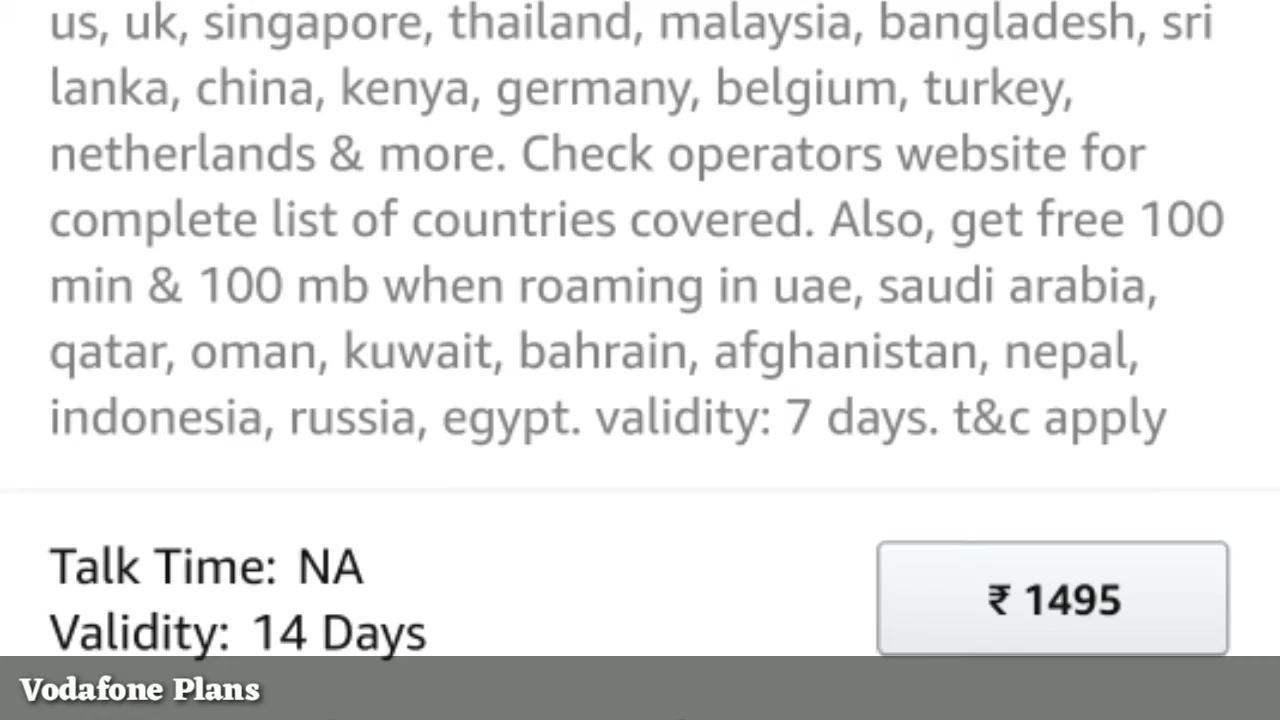 us, uk, singapore, thailand, malaysia, bangladesh, sri
lanka, china, kenya, germany, belgium, turkey,
netherlands & more. Check operators website for
complete list of countries covered. Also, get free 100
min & 100 mb when roaming in uae, saudi arabia,
qatar, oman, kuwait, bahrain, afghanistan, nepal,
indonesia, russia, egypt. validity: 7 days. t&c apply
Talk Time: NA
₹ 1495
Validity: 14 Days
Vodafone Plans